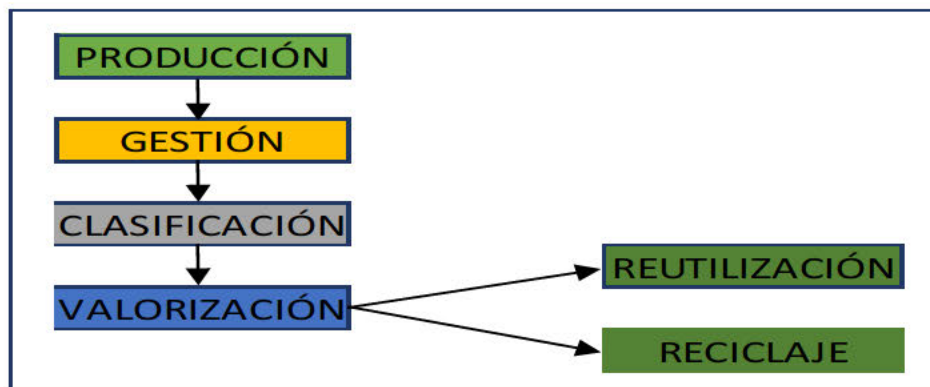 PRODUCCIÓN
GESTIÓN
CLASIFICACIÓN
VALORIZACIÓN
REUTILIZACIÓN
RECICLAJE